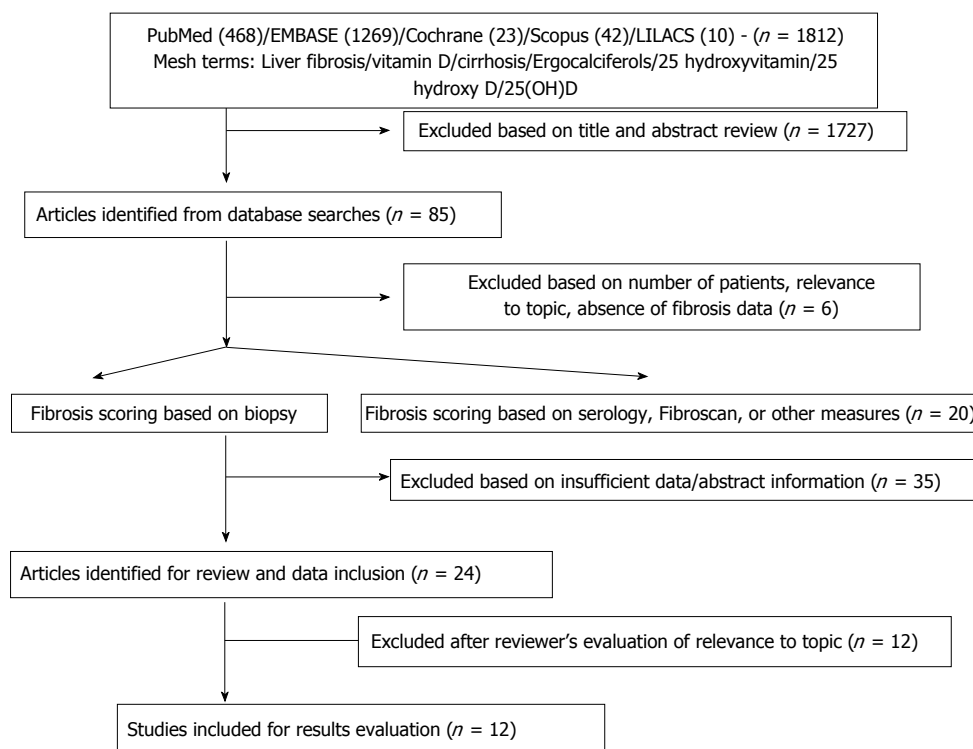 PubMed (468)/EMBASE (1269)/Cochrane (23)/Scopus (42)/LILACS (10) - (n = 1812)
Mesh terms: Liver fibrosis/vitamin D/cirrhosis/Ergocalciferols/25 hydroxyvitamin/25
hydroxy D/25(OH)D
Excluded based on title and abstract review (n = 1727)
Articles identified from database searches (n = 85)
Excluded based on number of patients, relevance
to topic, absence of fibrosis data (n = 6)
Fibrosis scoring based on biopsy
Fibrosis scoring based on serology, Fibroscan, or other measures (n = 20)
Excluded based on insufficient data/abstract information (n = 35)
Articles identified for review and data inclusion (n = 24)
Excluded after reviewer's evaluation of relevance to topic (n = 12)
Studies included for results evaluation (n = 12)